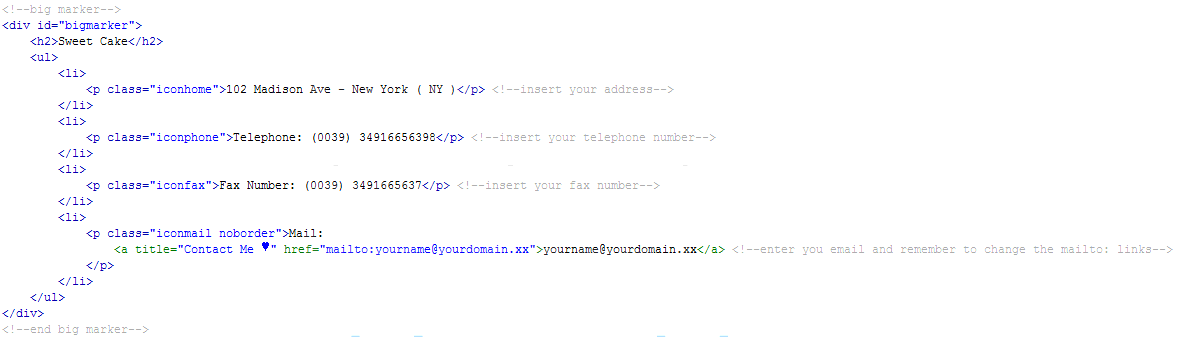 <!--big marker-->
<div id="bigmarker">
    <h2>Sweet Cake</h2>
    <ul>
        <li>
            <p class="iconhome">102 Madison Ave - New York ( NY )</p> <!--insert your address-->
        </li>
        <li>
            <p class="iconphone">Telephone: (0039) 34916656398</p> <!--insert your telephone number-->
        </li>
        <li>
            <p class="iconfax">Fax Number: (0039) 3491665637</p> <!--insert your fax number-->
        </li>
        <li>
            <p class="iconmail noborder">Mail:
                <a title="Contact Me ♥" href="mailto:yourname@yourdomain.xx">yourname@yourdomain.xx</a> <!--enter you email and remember to change the mailto: links-->
            </p>
        </li>
    </ul>
</div>
<!--end big marker-->